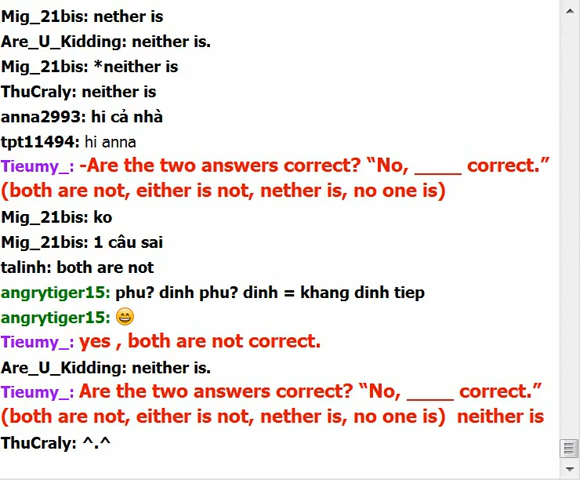 Mig_21bis: nether is
Are_U_Kidding: neither is.
Mig_21bis: *neither is
ThuCraly: neither is
anna2993: hi cả nhà
tpt11494: hi anna
Tieumy_: -Are the two answers correct? “No, _____ correct.”
(both are not, either is not, nether is, no one is)
Mig_21bis: ko
Mig_21bis: 1 câu sai
talinh: both are not
angrytiger15: phu? dinh phu? dinh = khang dinh tiep
angrytiger15: 😄
Tieumy_: yes , both are not correct.
Are_U_Kidding: neither is.
Tieumy_: Are the two answers correct? “No, _____ correct.”
(both are not, either is not, nether is, no one is)  neither is
ThuCraly: ^.^